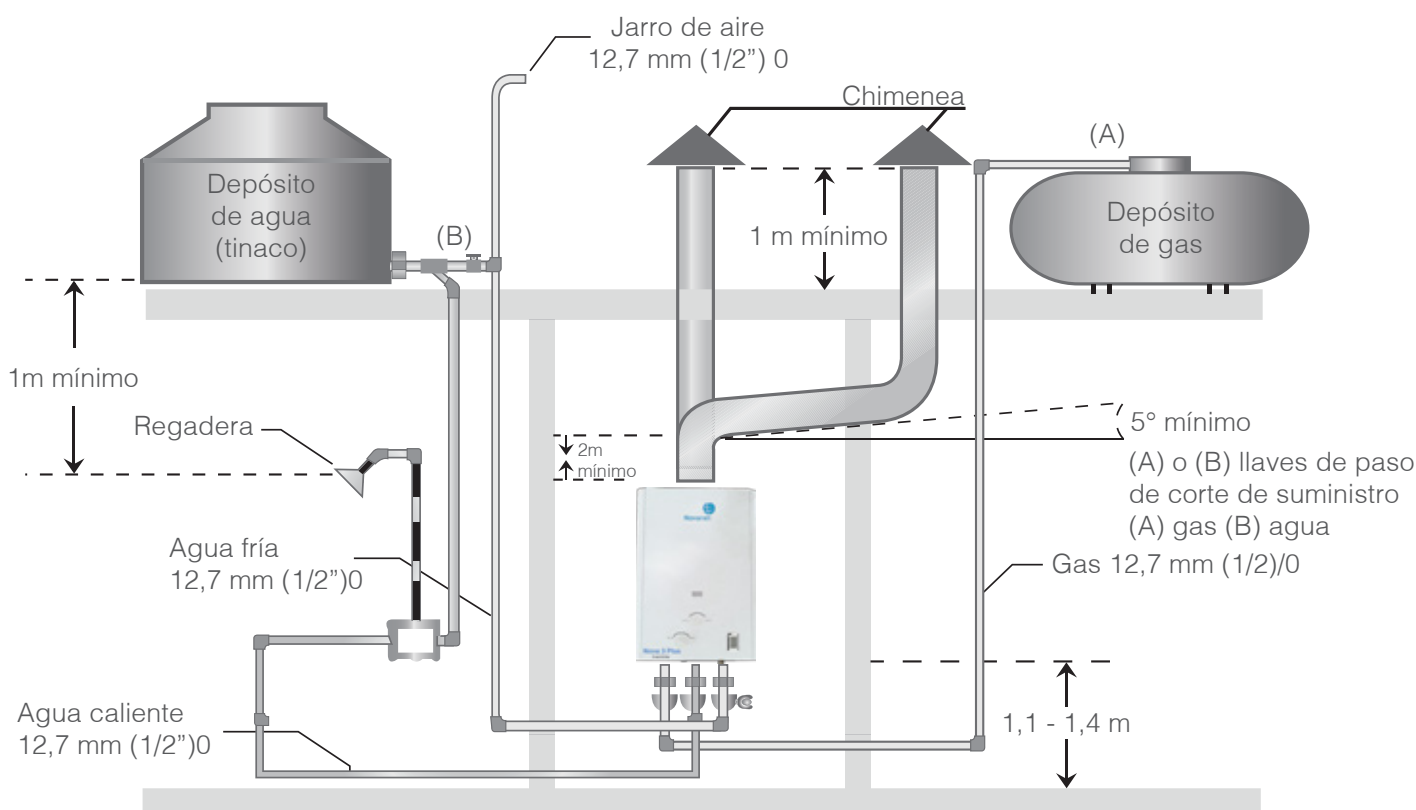 Jarro de aire
12,7 mm (1/2”) 0
Chimenea
(A)
Depósito
de agua
(tinaco)
(B)
1 m mínimo
Depósito
de gas
1m mínimo
Regadera
2m
mínimo
5° mínimo
(A) o (B) llaves de paso
de corte de suministro
(A) gas (B) agua
Agua fría
12,7 mm (1/2”)0
Gas 12,7 mm (1/2)/0
Nova 3 Plus
Agua caliente
12,7 mm (1/2”)0
1,1 - 1,4 m